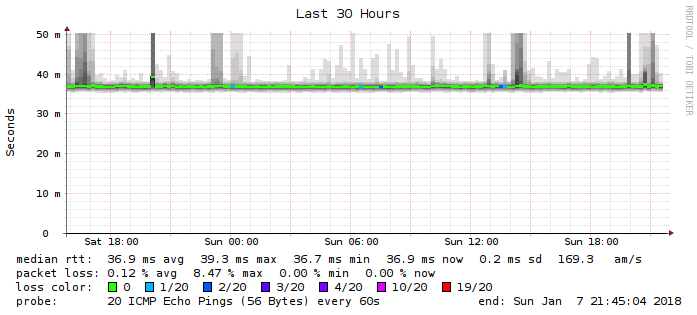 Last 30 Hours
RRDTOOL / TOBI OETIKER
Seconds
50 m
40 m
30 m
20 m
10 m
0
Sat 18:00 Sun 00:00 Sun 06:00 Sun 12:00 Sun 18:00
median rtt: 36.9 ms avg 39.3 ms max 36.7 ms min 36.9 ms now 0.2 ms sd 169.3 am/s
packet loss: 0.12 % avg 8.47 % max 0.00 % min 0.00 % now
loss color: 0 1/20 2/20 3/20 4/20 10/20 19/20
probe: 20 ICMP Echo Pings (56 Bytes) every 60s end: Sun Jan 7 21:45:04 2018